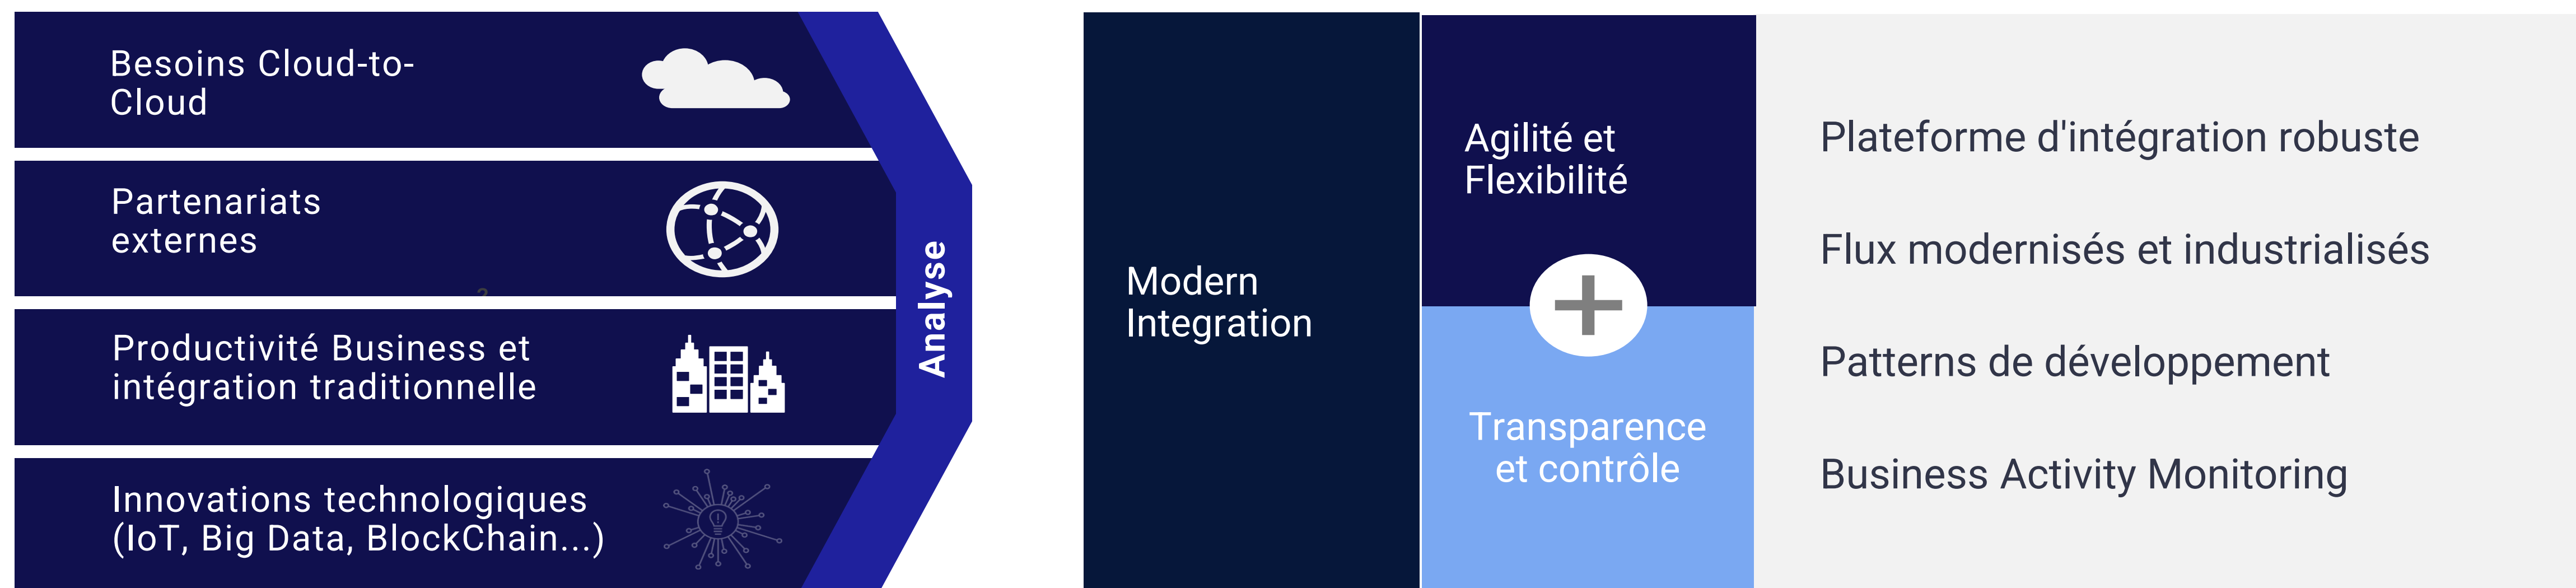 Besoins Cloud-to-
Cloud
Partenariats
externes
Productivité Business et
intégration traditionnelle
Innovations technologiques
(IoT, Big Data, BlockChain...)
Analyse
Modern
Integration
Agilité et
Flexibilité
Transparence
et contrôle
Plateforme d'intégration robuste
Flux modernisés et industrialisés
Patterns de développement
Business Activity Monitoring